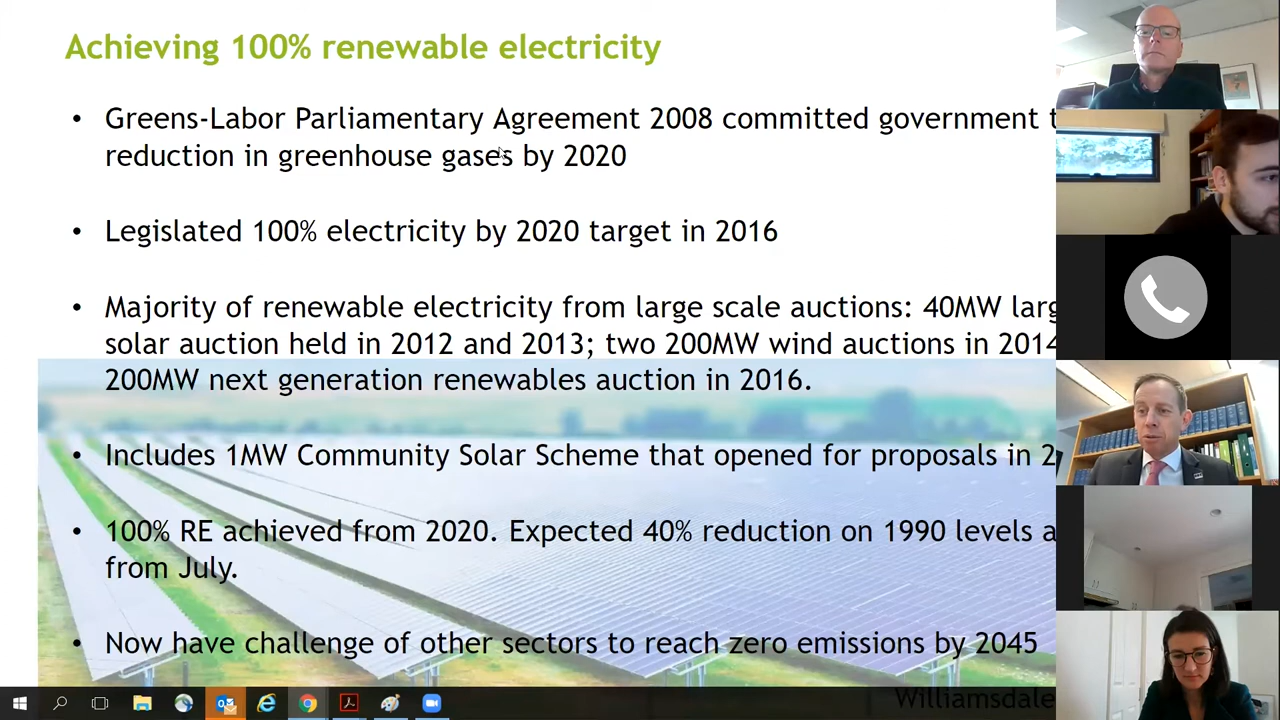 Achieving 100% renewable electricity
• Greens-Labor Parliamentary Agreement 2008 committed government
reduction in greenhouse gases by 2020
• Legislated 100% electricity by 2020 target in 2016
• Majority of renewable electricity from large scale auctions: 40MW
solar auction held in 2012 and 2013; two 200MW wind auctions in 2014
200MW next generation renewables auction in 2016.
• Includes 1MW Community Solar Scheme that opened for proposals in
• 100% RE achieved from 2020. Expected 40% reduction on 1990 levels
from July.
• Now have challenge of other sectors to reach zero emissions by 2045
Williamsdale